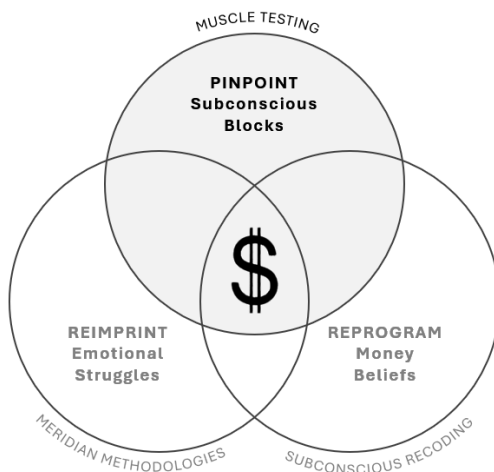 MUSCLE TESTING
PINPOINT
Subconscious
Blocks
$
REIMPRINT
Emotional
Struggles
REPROGRAM
Money
Beliefs
MERIDIAN METHODOLOGIES
SUBCONSCIOUS RECODING